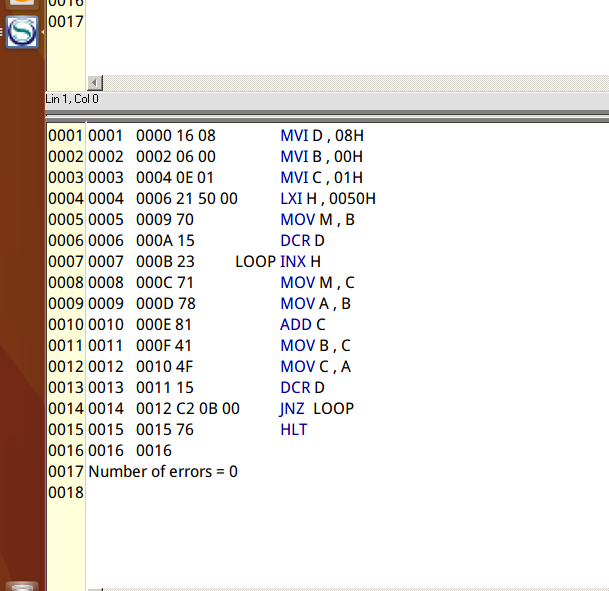 0016
0017
Lin 1, Col 0
0001 0001 0000 16 08 MVI D , 08H
0002 0002 0002 06 00 MVI B , 00H
0003 0003 0004 0E 01 MVI C , 01H
0004 0004 0006 21 50 00 LXI H , 0050H
0005 0005 0009 70 MOV M , B
0006 0006 000A 15 DCR D
0007 0007 000B 23 LOOP INX H
0008 0008 000C 71 MOV M , C
0009 0009 000D 78 MOV A , B
0010 0010 000E 81 ADD C
0011 0011 000F 41 MOV B , C
0012 0012 0010 4F MOV C , A
0013 0013 0011 15 DCR D
0014 0014 0012 C2 0B 00 JNZ LOOP
0015 0015 0015 76 HLT
0016 0016 0016
0017 Number of errors = 0
0018